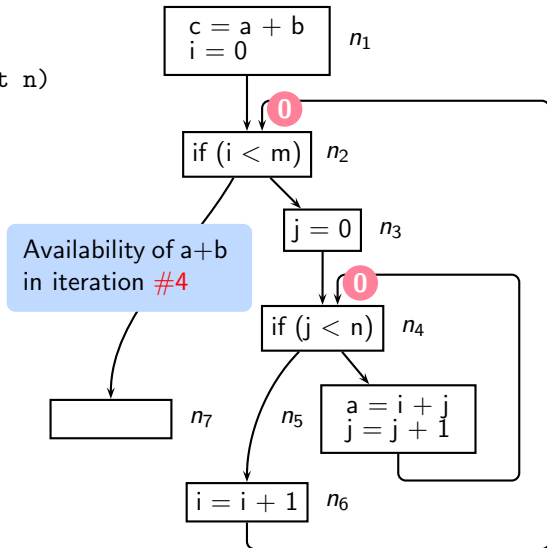 c = a + b
i = 0
n1
t n)
0
if (i < m)
n2
j = 0
n3
Availability of a+b
in iteration #4
0
if (j < n)
n4
n7
n5
a = i + j
j = j + 1
i = i + 1
n6